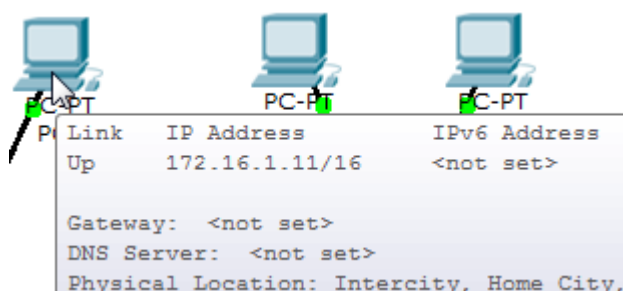 PC-PT PC-PT PC-PT
Link IP Address IPv6 Address
Up 172.16.1.11/16 <not set>
Gateway: <not set>
DNS Server: <not set>
Physical Location: Intercity, Home City,